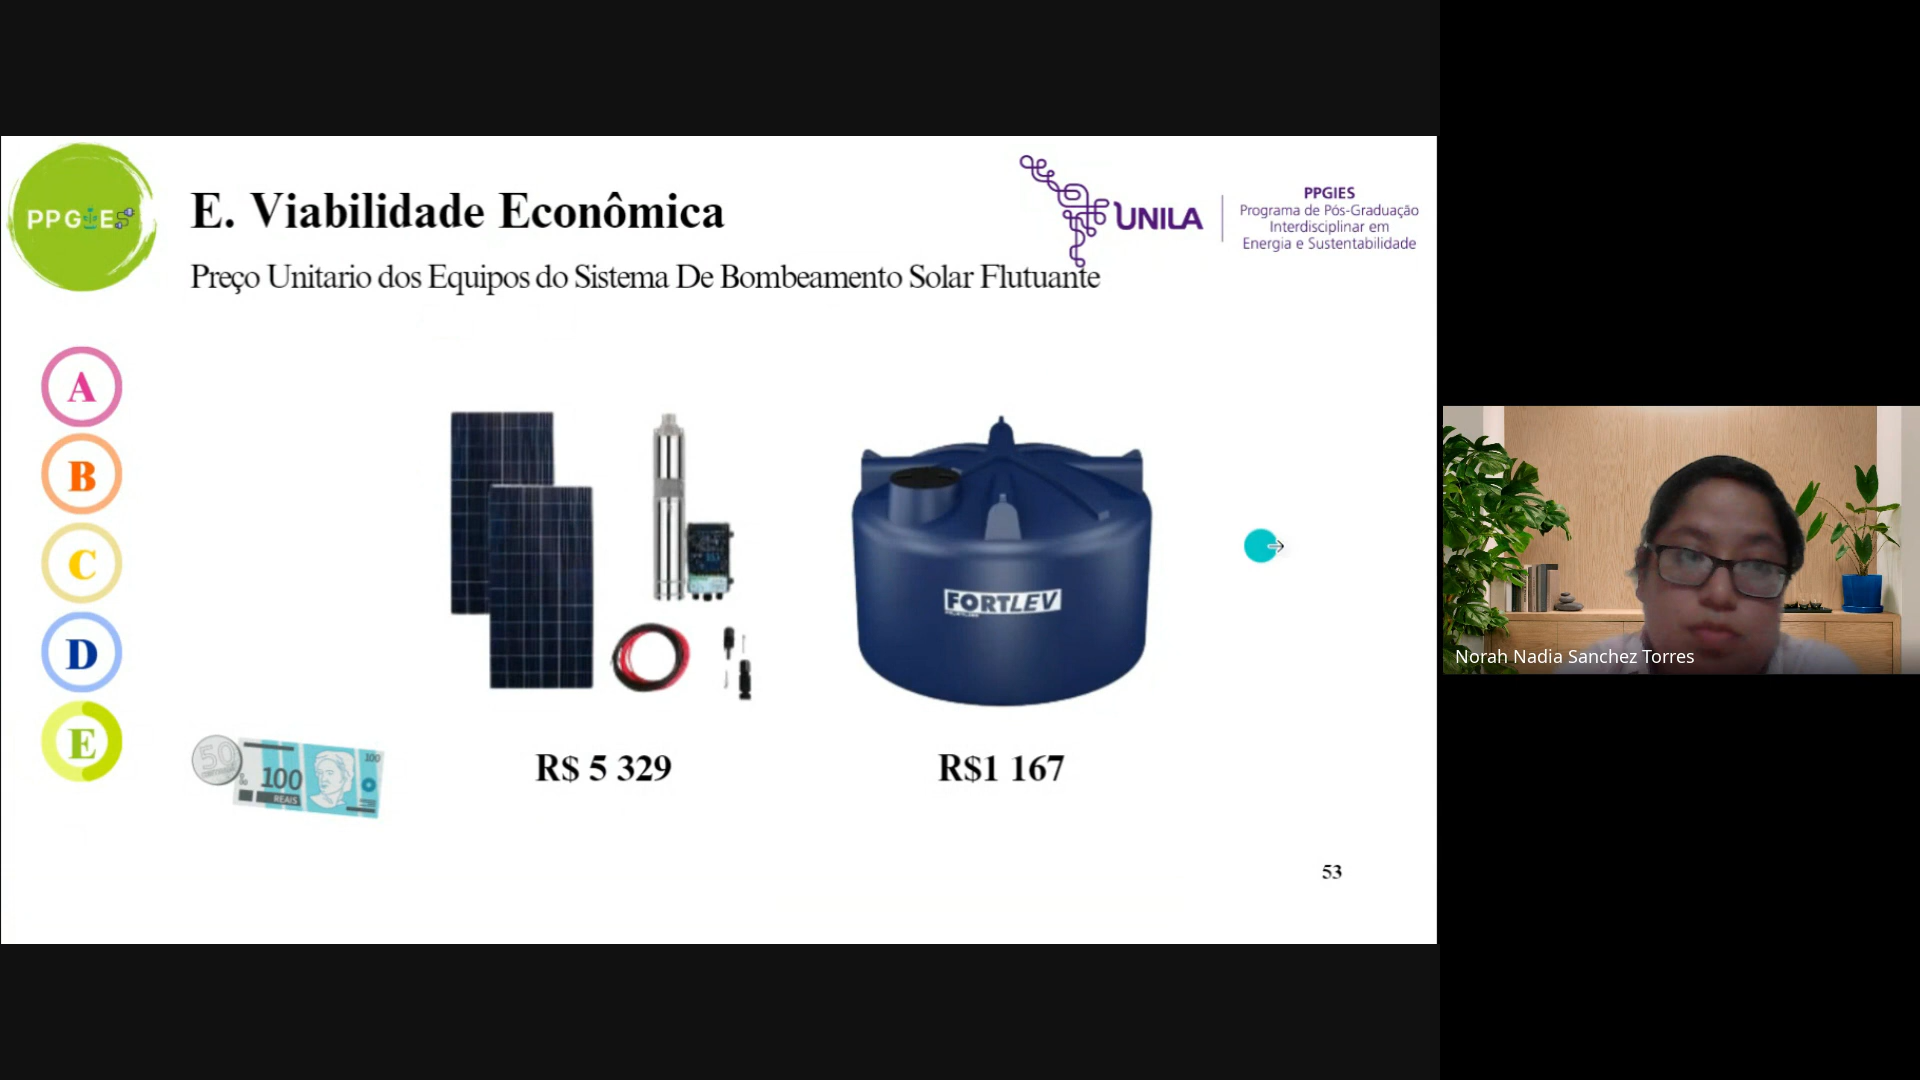 PPGIES
E. Viabilidade Econômica
UNILA
PPGIES
Programa de Pós-Graduação
Interdisciplinar em
Energia e Sustentabilidade
Preço Unitario dos Equipos do Sistema De Bombeamento Solar Flutuante
A
B
C
D
E
FORTLEV
50
100
REAIS
100
R$ 5 329
R$1 167
53
Norah Nadia Sanchez Torres